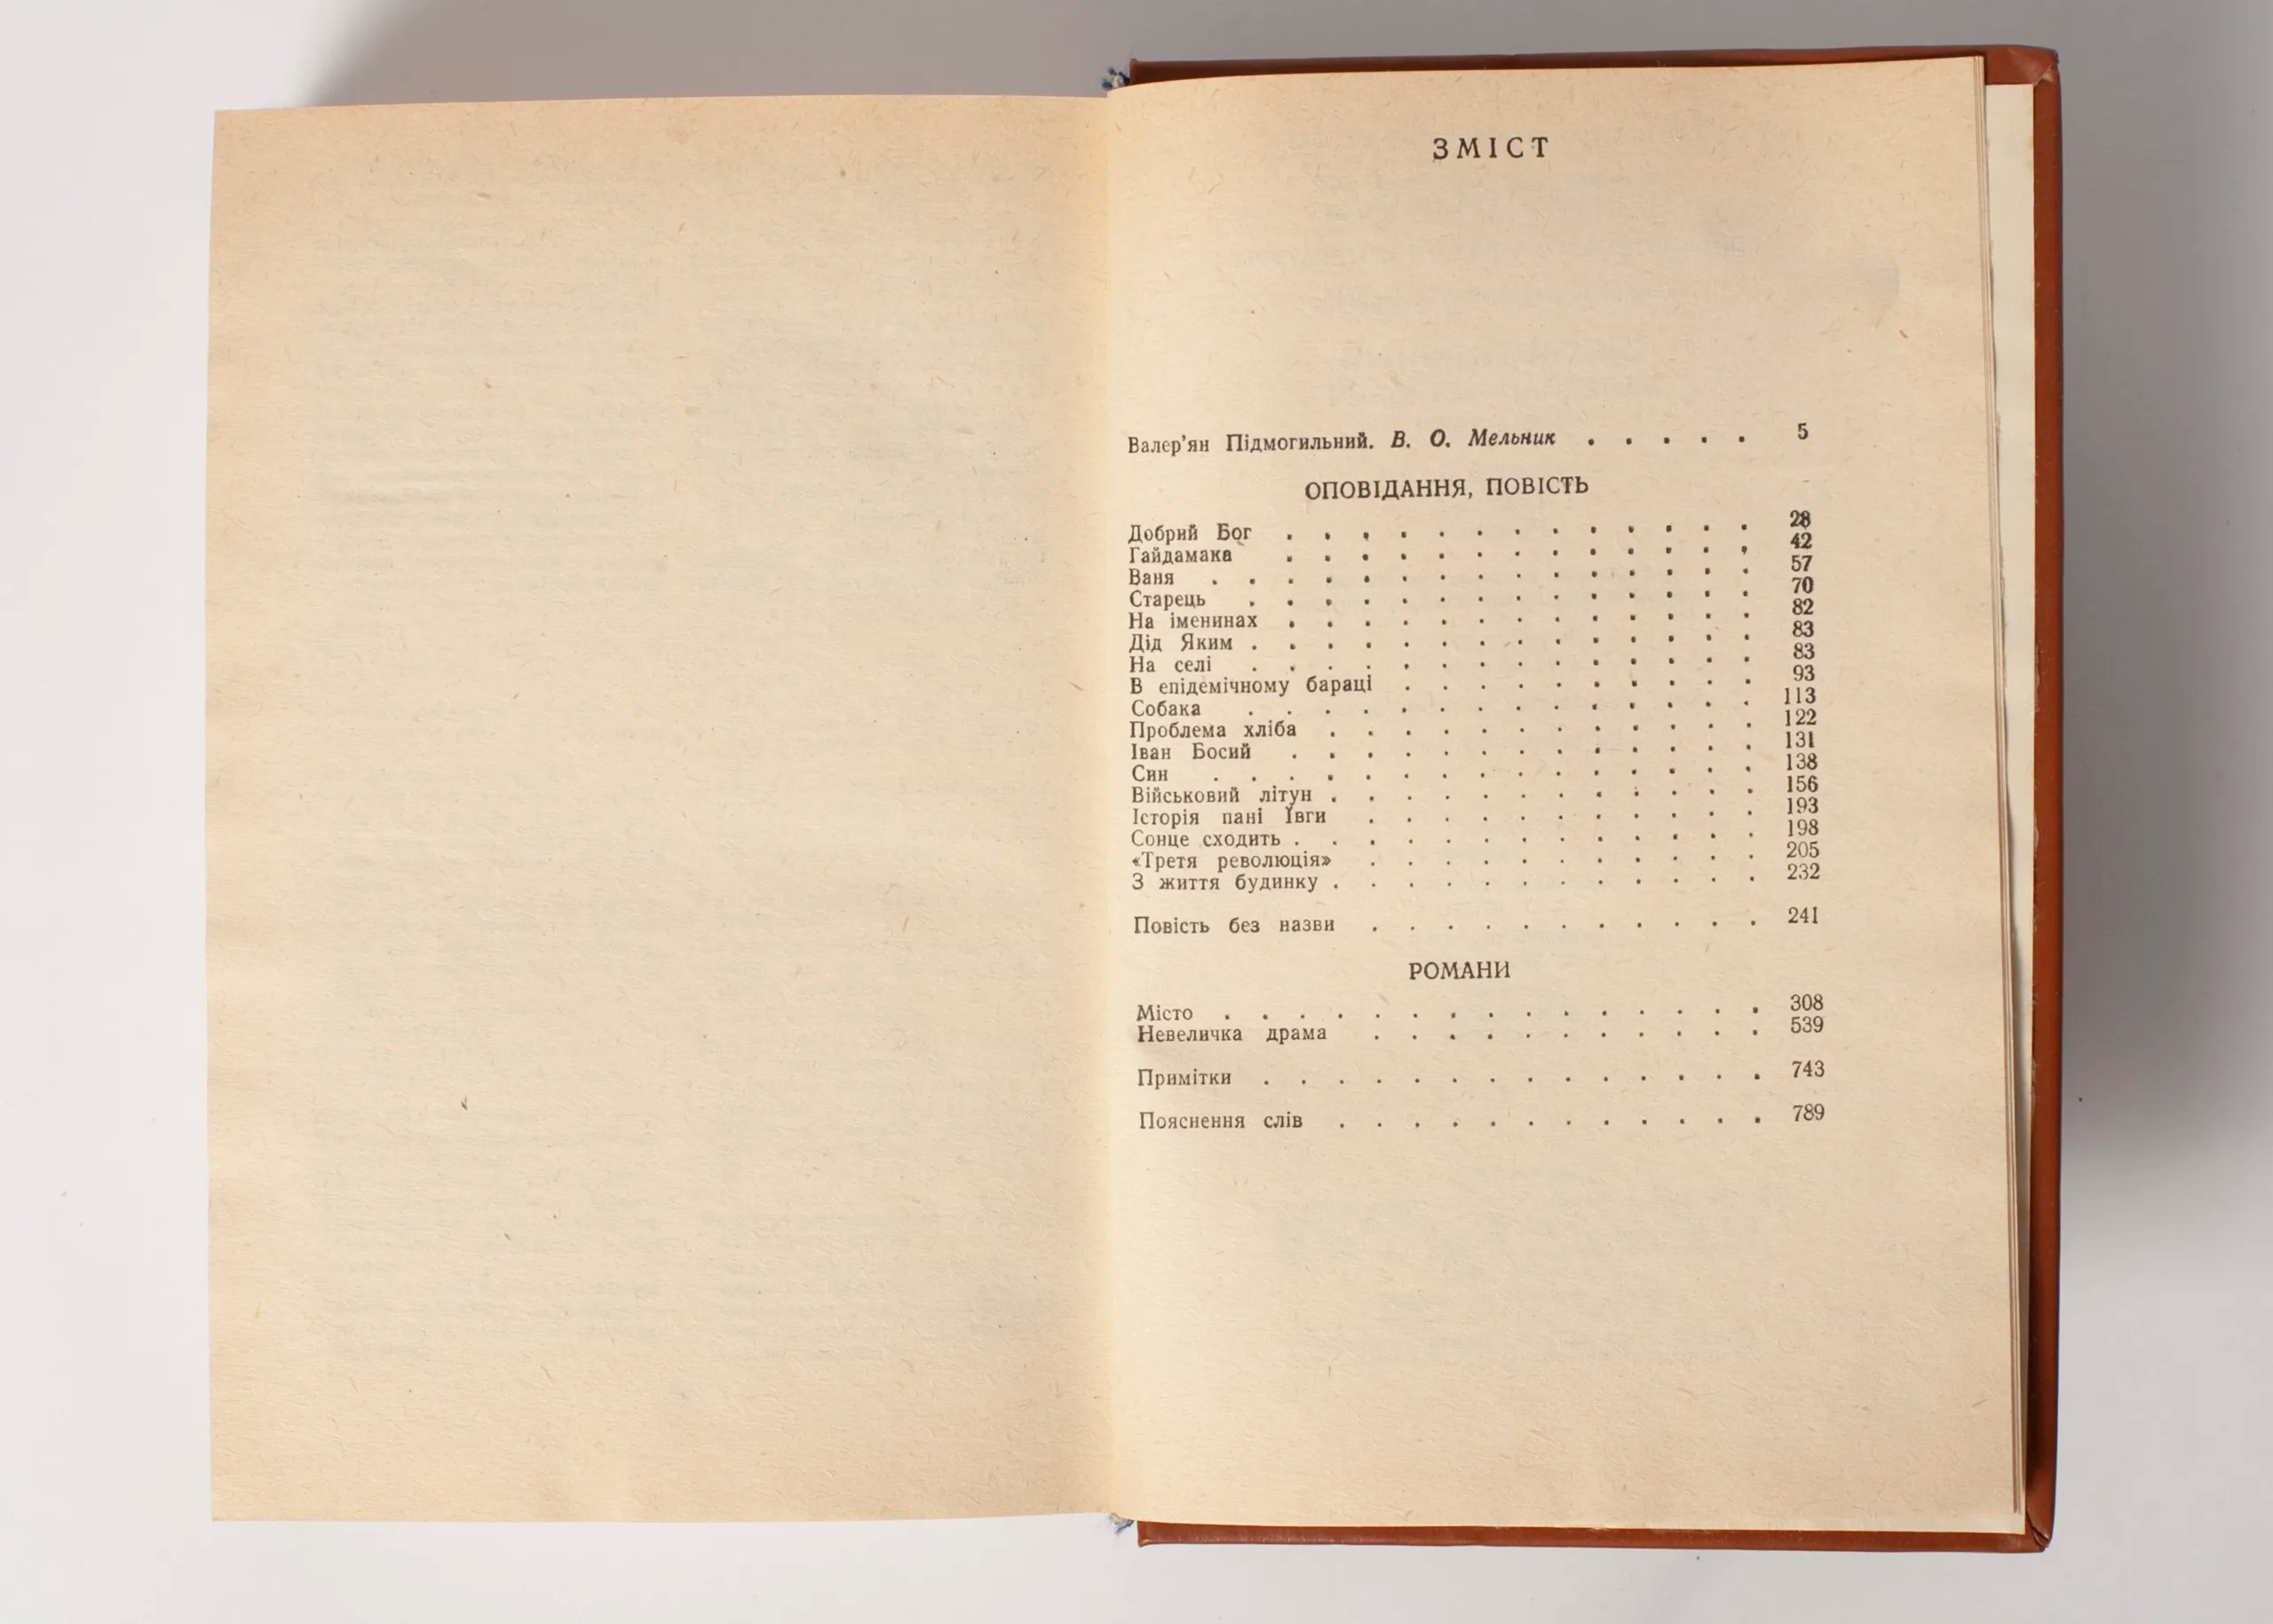 ЗМІСТ
Валер’ян Підмогильний. В. О. Мельник . . . . . 5
ОПОВІДАННЯ, ПОВІСТЬ
Добрий Бог . . . . . . . . . . . . . 28
Гайдамака . . . . . . . . . . . . . 42
Ваня . . . . . . . . . . . . . . . 57
Старець . . . . . . . . . . . . . . 70
На іменинах . . . . . . . . . . . . . 82
Дід Яким . . . . . . . . . . . . . . 83
На селі . . . . . . . . . . . . . . 83
В епідемічному бараці . . . . . . . . . . 93
Собака . . . . . . . . . . . . . . 113
Проблема хліба . . . . . . . . . . . . 122
Іван Босий . . . . . . . . . . . . . 131
Син . . . . . . . . . . . . . . . 138
Військовий літун . . . . . . . . . . . . 156
Історія пані Ївги . . . . . . . . . . . 193
Сонце сходить . . . . . . . . . . . . . 198
«Третя революція» . . . . . . . . . . . 205
З життя будинку . . . . . . . . . . . . 232
Повість без назви . . . . . . . . . . . 241
РОМАНИ
Місто . . . . . . . . . . . . . . . 308
Невеличка драма . . . . . . . . . . . 539
Примітки . . . . . . . . . . . . . . 743
Пояснення слів . . . . . . . . . . . . 789